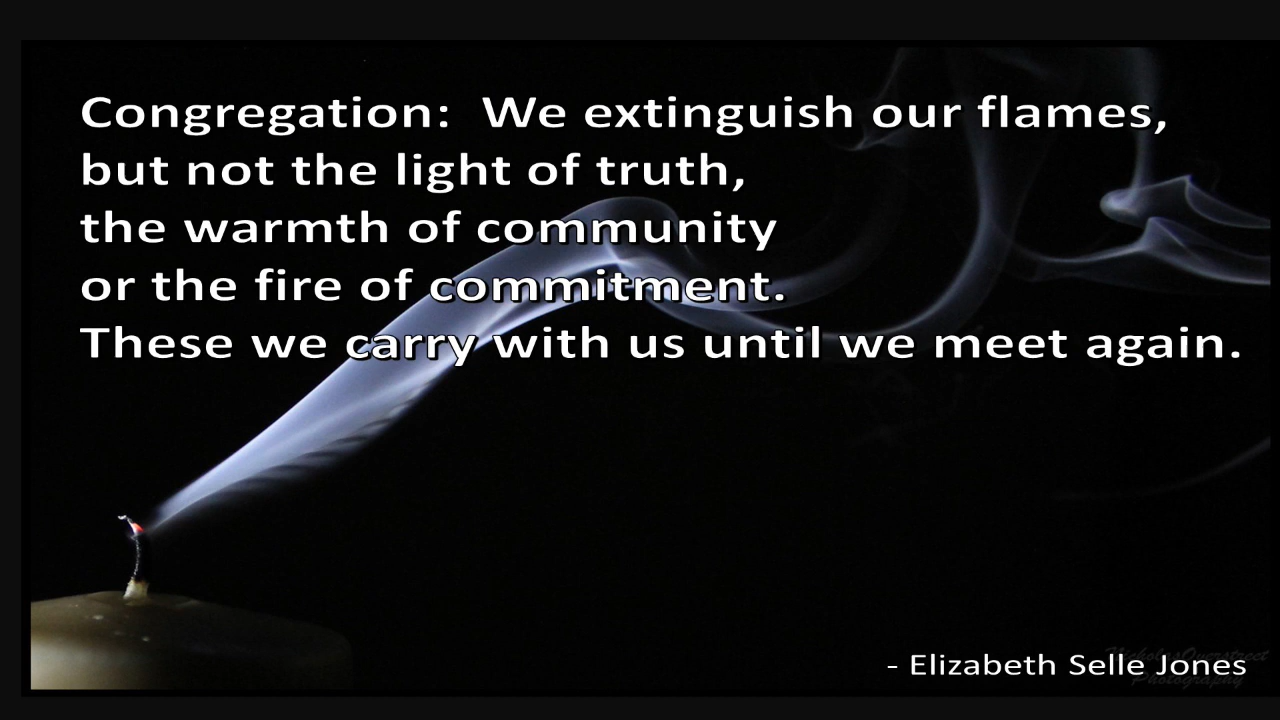 Congregation:  We extinguish our flames,
but not the light of truth,
the warmth of community
or the fire of commitment.
These we carry with us until we meet again.
- Elizabeth Selle Jones
Photography